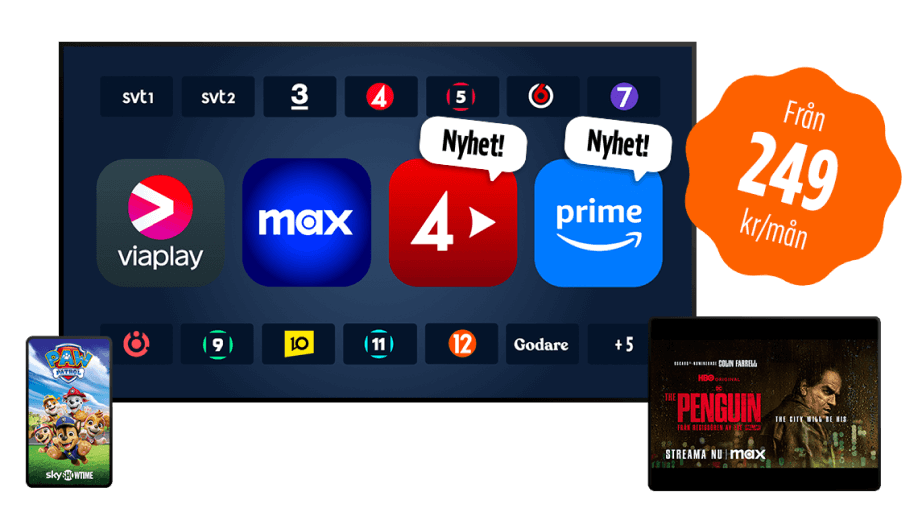 svt1 svt2 3 4 5 6 7
Nyhet! Nyhet!
viaplay max 4 prime
Från
249
kr/mån
9 10 11 12 Godare +5
PAW
PATROL
sky SHOWTIME
COLIN FARRELL
HBO ORIGINAL
DC
THE
PENGUIN
THE CITY WILL BE HIS
STREAMA NU max